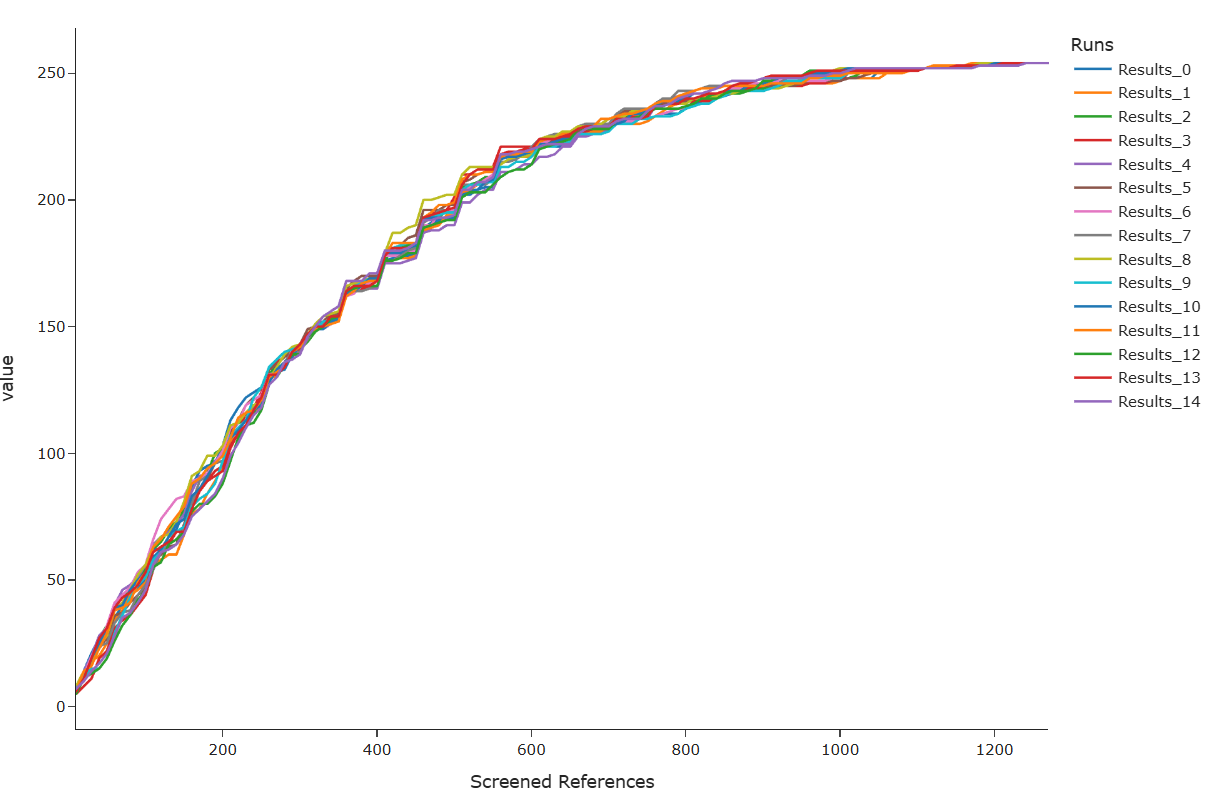 Runs
Results_0
Results_1
Results_2
Results_3
Results_4
Results_5
Results_6
Results_7
Results_8
Results_9
Results_10
Results_11
Results_12
Results_13
Results_14
value
250
200
150
100
50
0
200 400 600 800 1000 1200
Screened References